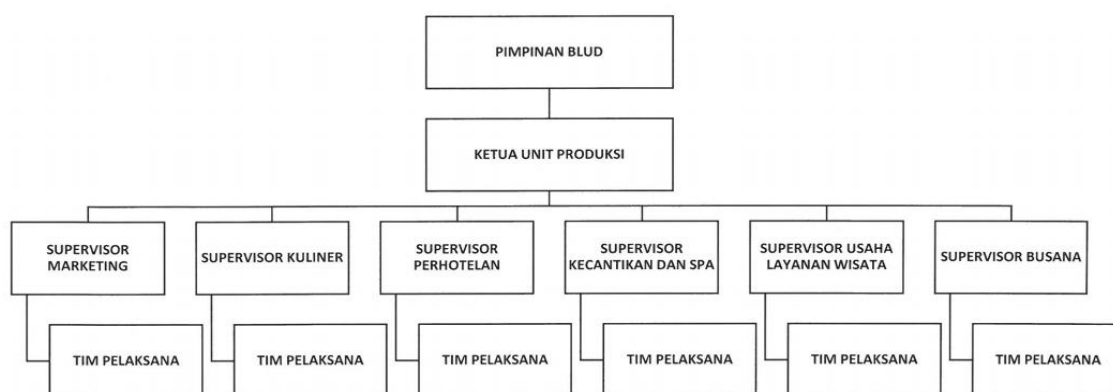 PIMPINAN BLUD
KETUA UNIT PRODUKSI
SUPERVISOR
MARKETING
SUPERVISOR KULINER
SUPERVISOR
PERHOTELAN
SUPERVISOR
KECANTIKAN DAN SPA
SUPERVISOR USAHA
LAYANAN WISATA
SUPERVISOR BUSANA
TIM PELAKSANA
TIM PELAKSANA
TIM PELAKSANA
TIM PELAKSANA
TIM PELAKSANA
TIM PELAKSANA